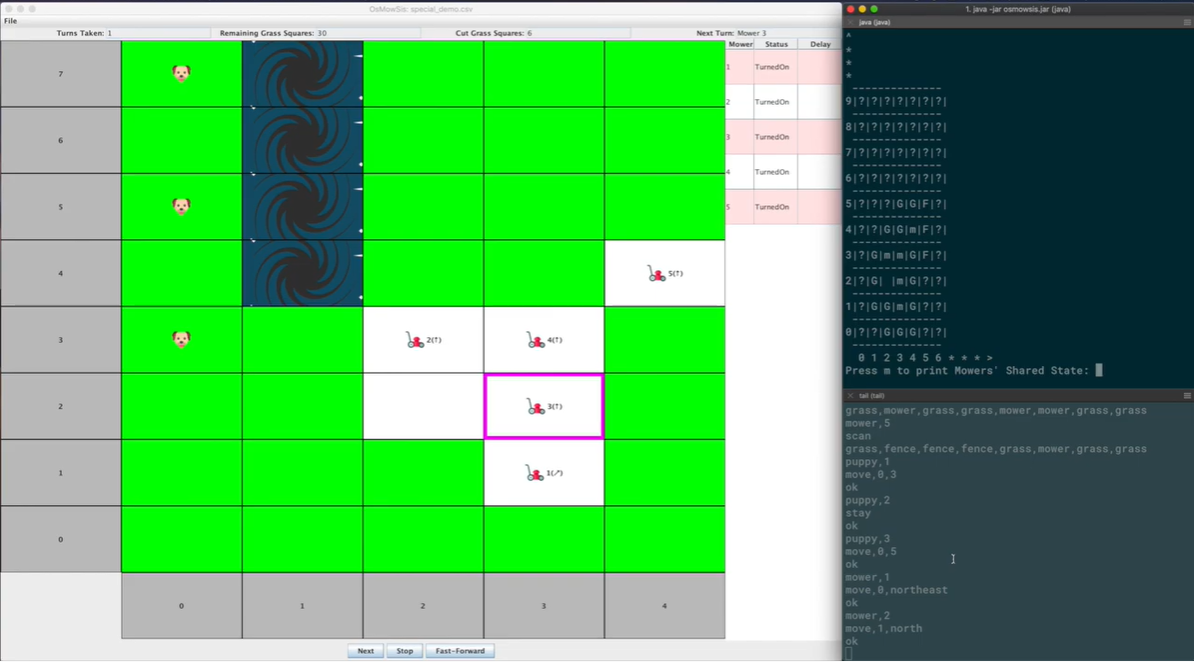 OsMowSis: special_demo.csv
File
Turns Taken: 1 Remaining Grass Squares: 30 Cut Grass Squares: 6 Next Turn: Mower 3
Mower Status Delay
1 TurnedOn
2 TurnedOn
3 TurnedOn
4 TurnedOn
5 TurnedOn
7
6
5
4 5(↑)
3 2(↑) 4(↑)
2 3(↑)
1 1(↗)
0
0 1 2 3 4
Next Stop Fast-Forward
1. java -jar osmowsis.jar (java)
java (java)
^
*
*
*
--------------
9|?|?|?|?|?|?|?|
--------------
8|?|?|?|?|?|?|?|
--------------
7|?|?|?|?|?|?|?|
--------------
6|?|?|?|?|?|?|?|
--------------
5|?|?|?|G|G|F|?|
--------------
4|?|?|G|G|m|F|?|
--------------
3|?|G|m|m|G|F|?|
--------------
2|?|G| |m|G|?|?|
--------------
1|?|G|G|m|G|?|?|
--------------
0|?|?|G|G|G|?|?|
--------------
0 1 2 3 4 5 6 * * * >
Press m to print Mowers' Shared State:
tail (tail)
grass,mower,grass,grass,mower,mower,grass,grass
mower,5
scan
grass,fence,fence,fence,grass,mower,grass,grass
puppy,1
move,0,3
ok
puppy,2
stay
ok
puppy,3
move,0,5
ok
mower,1
move,0,northeast
ok
mower,2
move,1,north
ok